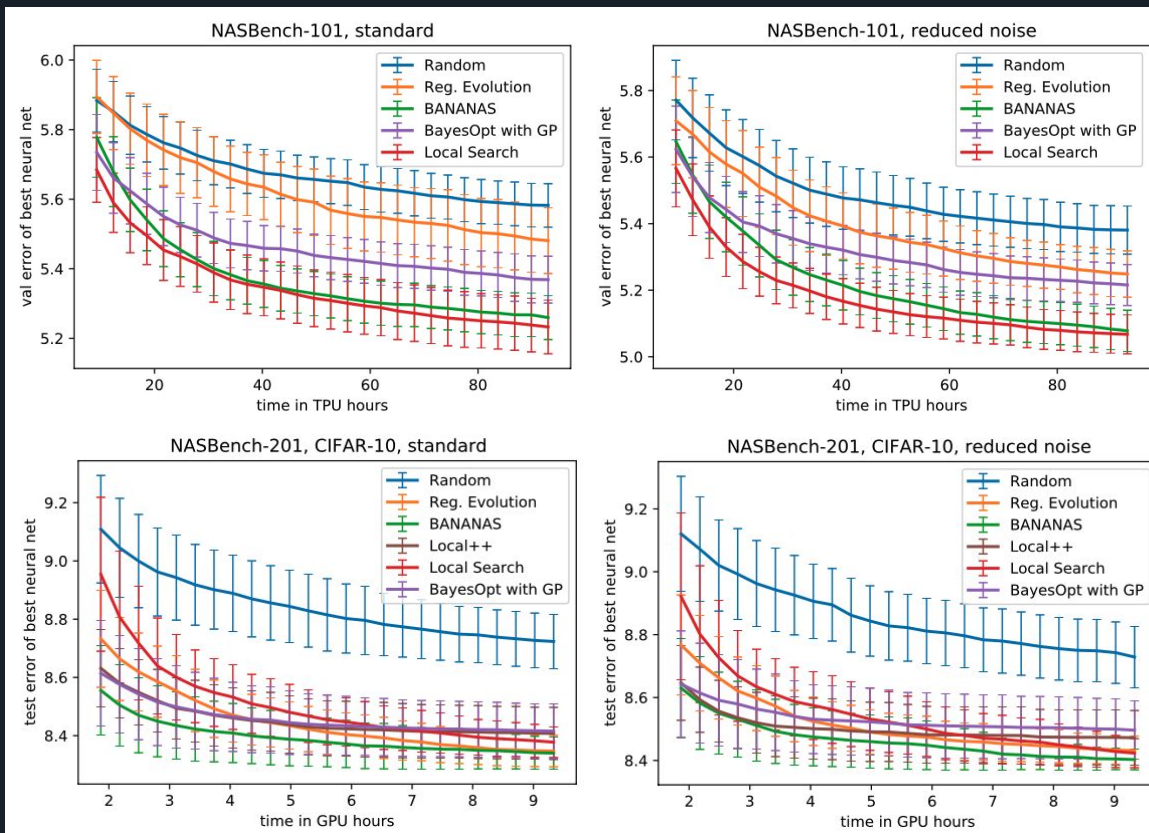 NASBench-101, standard
val error of best neural net
6.0
5.8
5.6
5.4
5.2
20
40
60
80
time in TPU hours
Random
Reg. Evolution
BANANAS
BayesOpt with GP
Local Search
NASBench-101, reduced noise
val error of best neural net
5.8
5.6
5.4
5.2
5.0
20
40
60
80
time in TPU hours
Random
Reg. Evolution
BANANAS
BayesOpt with GP
Local Search
NASBench-201, CIFAR-10, standard
test error of best neural net
9.2
9.0
8.8
8.6
8.4
2
3
4
5
6
7
8
9
time in GPU hours
Random
Reg. Evolution
BANANAS
Local++
Local Search
BayesOpt with GP
NASBench-201, CIFAR-10, reduced noise
test error of best neural net
9.2
9.0
8.8
8.6
8.4
2
3
4
5
6
7
8
9
time in GPU hours
Random
Reg. Evolution
BANANAS
Local++
Local Search
BayesOpt with GP